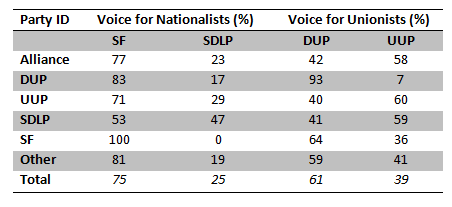 Party ID Voice for Nationalists (%) Voice for Unionists (%)
SF SDLP DUP UUP
Alliance 77 23 42 58
DUP 83 17 93 7
UUP 71 29 40 60
SDLP 53 47 41 59
SF 100 0 64 36
Other 81 19 59 41
Total 75 25 61 39